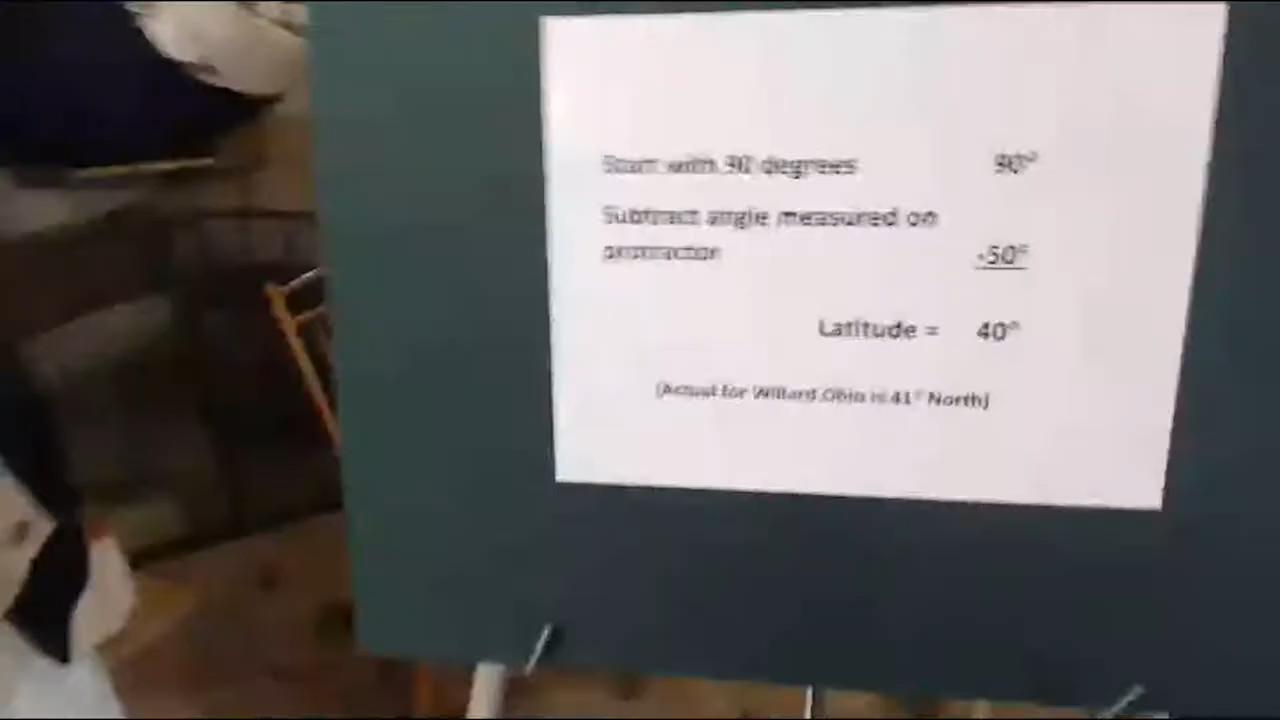 Start with 90 degrees 90°
Subtract angle measured on
protractor -50°
Latitude = 40°
(Actual for Willard Ohio is 41° North)